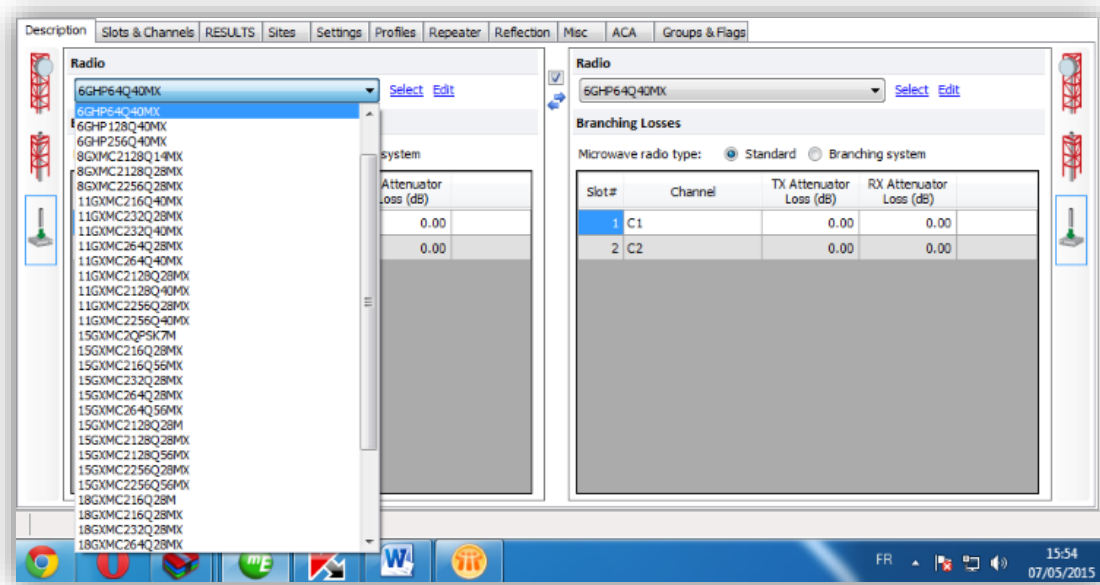 Description Slots & Channels RESULTS Sites Settings Profiles Repeater Reflection Misc ACA Groups & Flags
Radio
6GHP64Q40MX Select Edit
6GHP64Q40MX
6GHP128Q40MX
6GHP256Q40MX
8GXMC2128Q14MX
8GXMC2128Q28MX
8GXMC2256Q28MX
11GXMC216Q40MX
11GXMC232Q28MX
11GXMC232Q40MX
11GXMC264Q28MX
11GXMC264Q40MX
11GXMC2128Q28MX
11GXMC2128Q40MX
11GXMC2256Q28MX
11GXMC2256Q40MX
15GXMC2QPSK7M
15GXMC216Q28MX
15GXMC216Q56MX
15GXMC232Q28MX
15GXMC264Q28MX
15GXMC264Q56MX
15GXMC2128Q28M
15GXMC2128Q28MX
15GXMC2128Q56MX
15GXMC2256Q28MX
15GXMC2256Q56MX
18GXMC216Q28M
18GXMC216Q28MX
18GXMC232Q28MX
18GXMC264Q28MX
system
Attenuator
Loss (dB)
0.00
0.00
Radio
6GHP64Q40MX Select Edit
Branching Losses
Microwave radio type: Standard Branching system
Slot# Channel TX Attenuator Loss (dB) RX Attenuator Loss (dB)
1 C1 0.00 0.00
2 C2 0.00 0.00
mE W
FR 15:54
07/05/2015